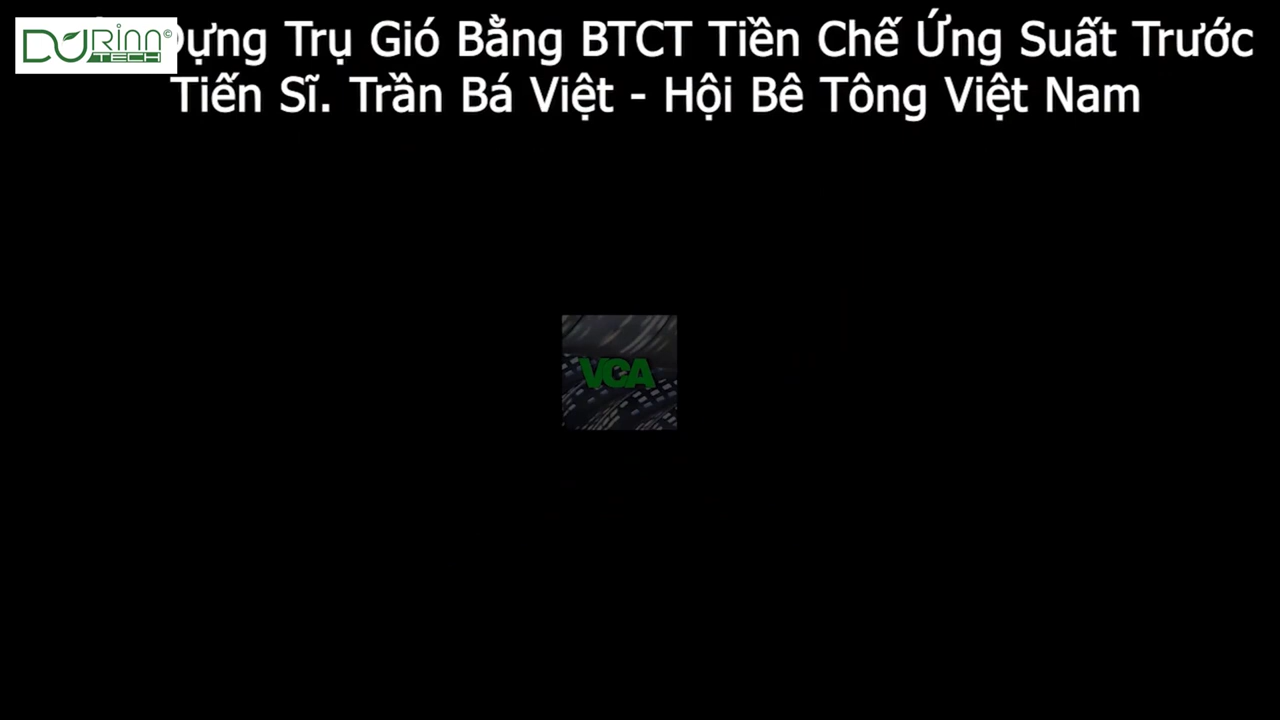 DURinn©
TECH
Dựng Trụ Gió Bằng BTCT Tiền Chế Ứng Suất Trước
Tiến Sĩ. Trần Bá Việt - Hội Bê Tông Việt Nam
VCA